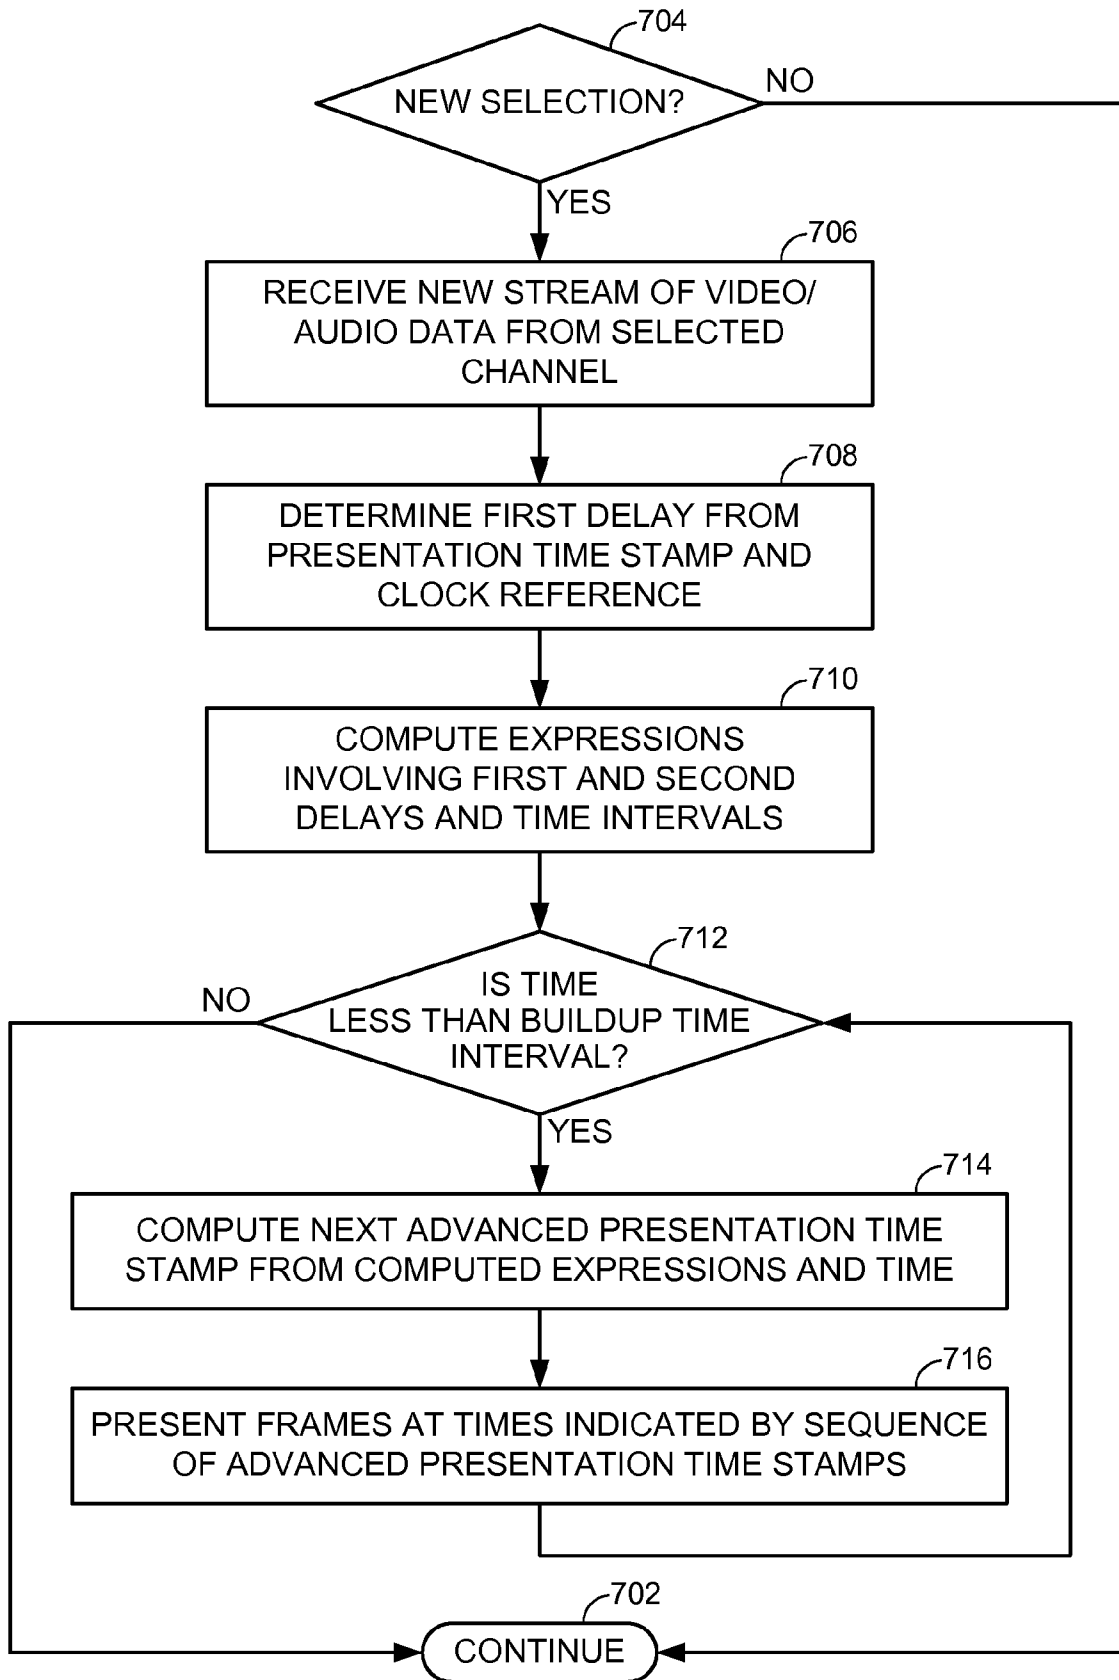 704
NEW SELECTION?
NO
YES
706
RECEIVE NEW STREAM OF VIDEO/
AUDIO DATA FROM SELECTED
CHANNEL
708
DETERMINE FIRST DELAY FROM
PRESENTATION TIME STAMP AND
CLOCK REFERENCE
710
COMPUTE EXPRESSIONS
INVOLVING FIRST AND SECOND
DELAYS AND TIME INTERVALS
712
IS TIME
LESS THAN BUILDUP TIME
INTERVAL?
NO
YES
714
COMPUTE NEXT ADVANCED PRESENTATION TIME
STAMP FROM COMPUTED EXPRESSIONS AND TIME
716
PRESENT FRAMES AT TIMES INDICATED BY SEQUENCE
OF ADVANCED PRESENTATION TIME STAMPS
702
CONTINUE